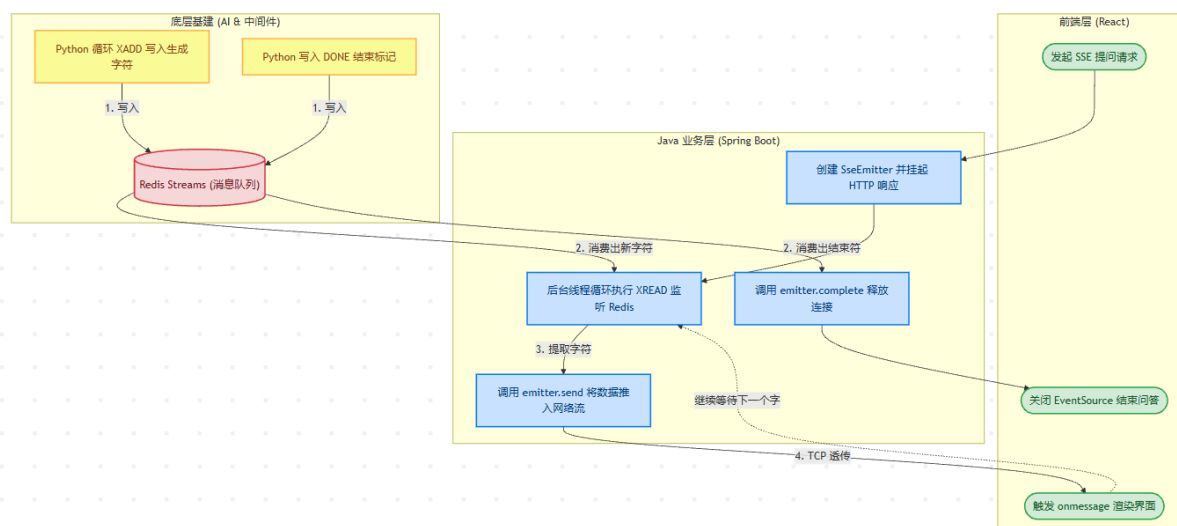 底层基建 (AI & 中间件)
Python 循环 XADD 写入生成
字符
Python 写入 DONE 结束标记
1. 写入
1. 写入
Redis Streams (消息队列)
前端层 (React)
发起 SSE 提问请求
Java 业务层 (Spring Boot)
创建 SseEmitter 并挂起
HTTP 响应
2. 消费出新字符
2. 消费出结束符
后台线程循环执行 XREAD 监
听 Redis
调用 emitter.complete 释放
连接
3. 提取字符
调用 emitter.send 将数据推
入网络流
继续等待下一个字
关闭 EventSource 结束问答
4. TCP 透传
触发 onmessage 渲染界面